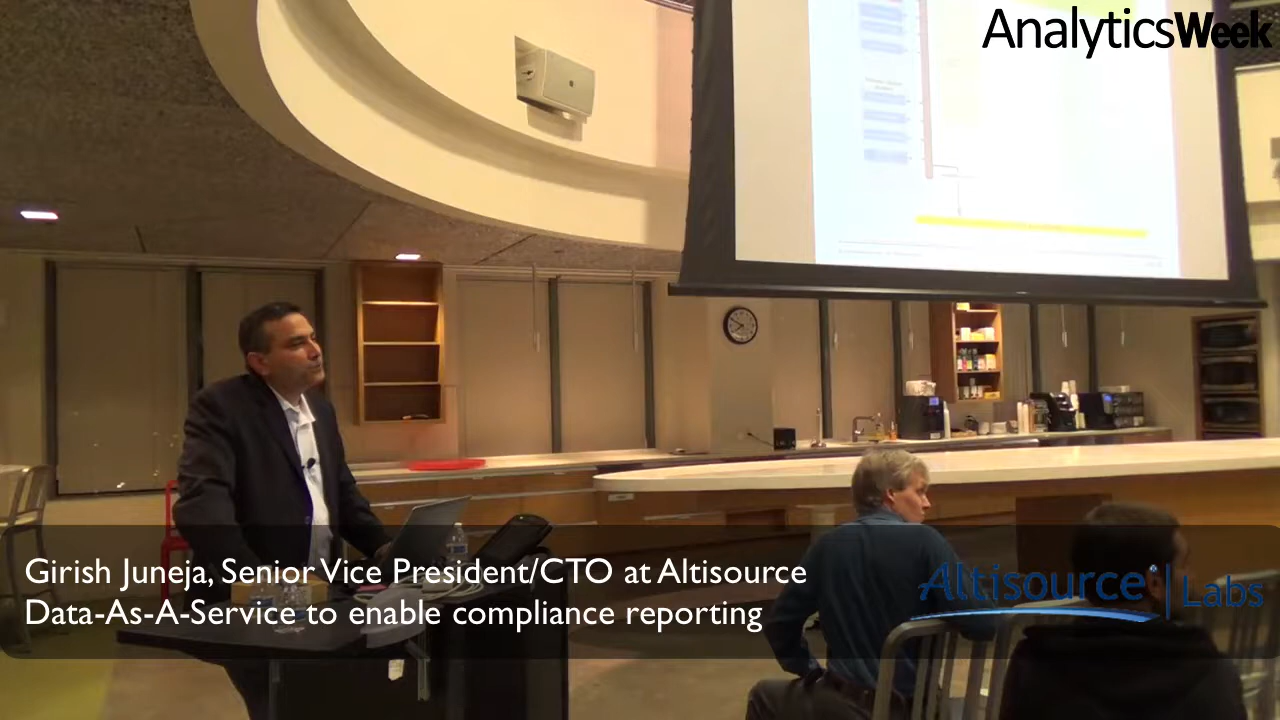 AnalyticsWeek
Girish Juneja, Senior Vice President/CTO at Altisource
Data-As-A-Service to enable compliance reporting
Altisource Labs